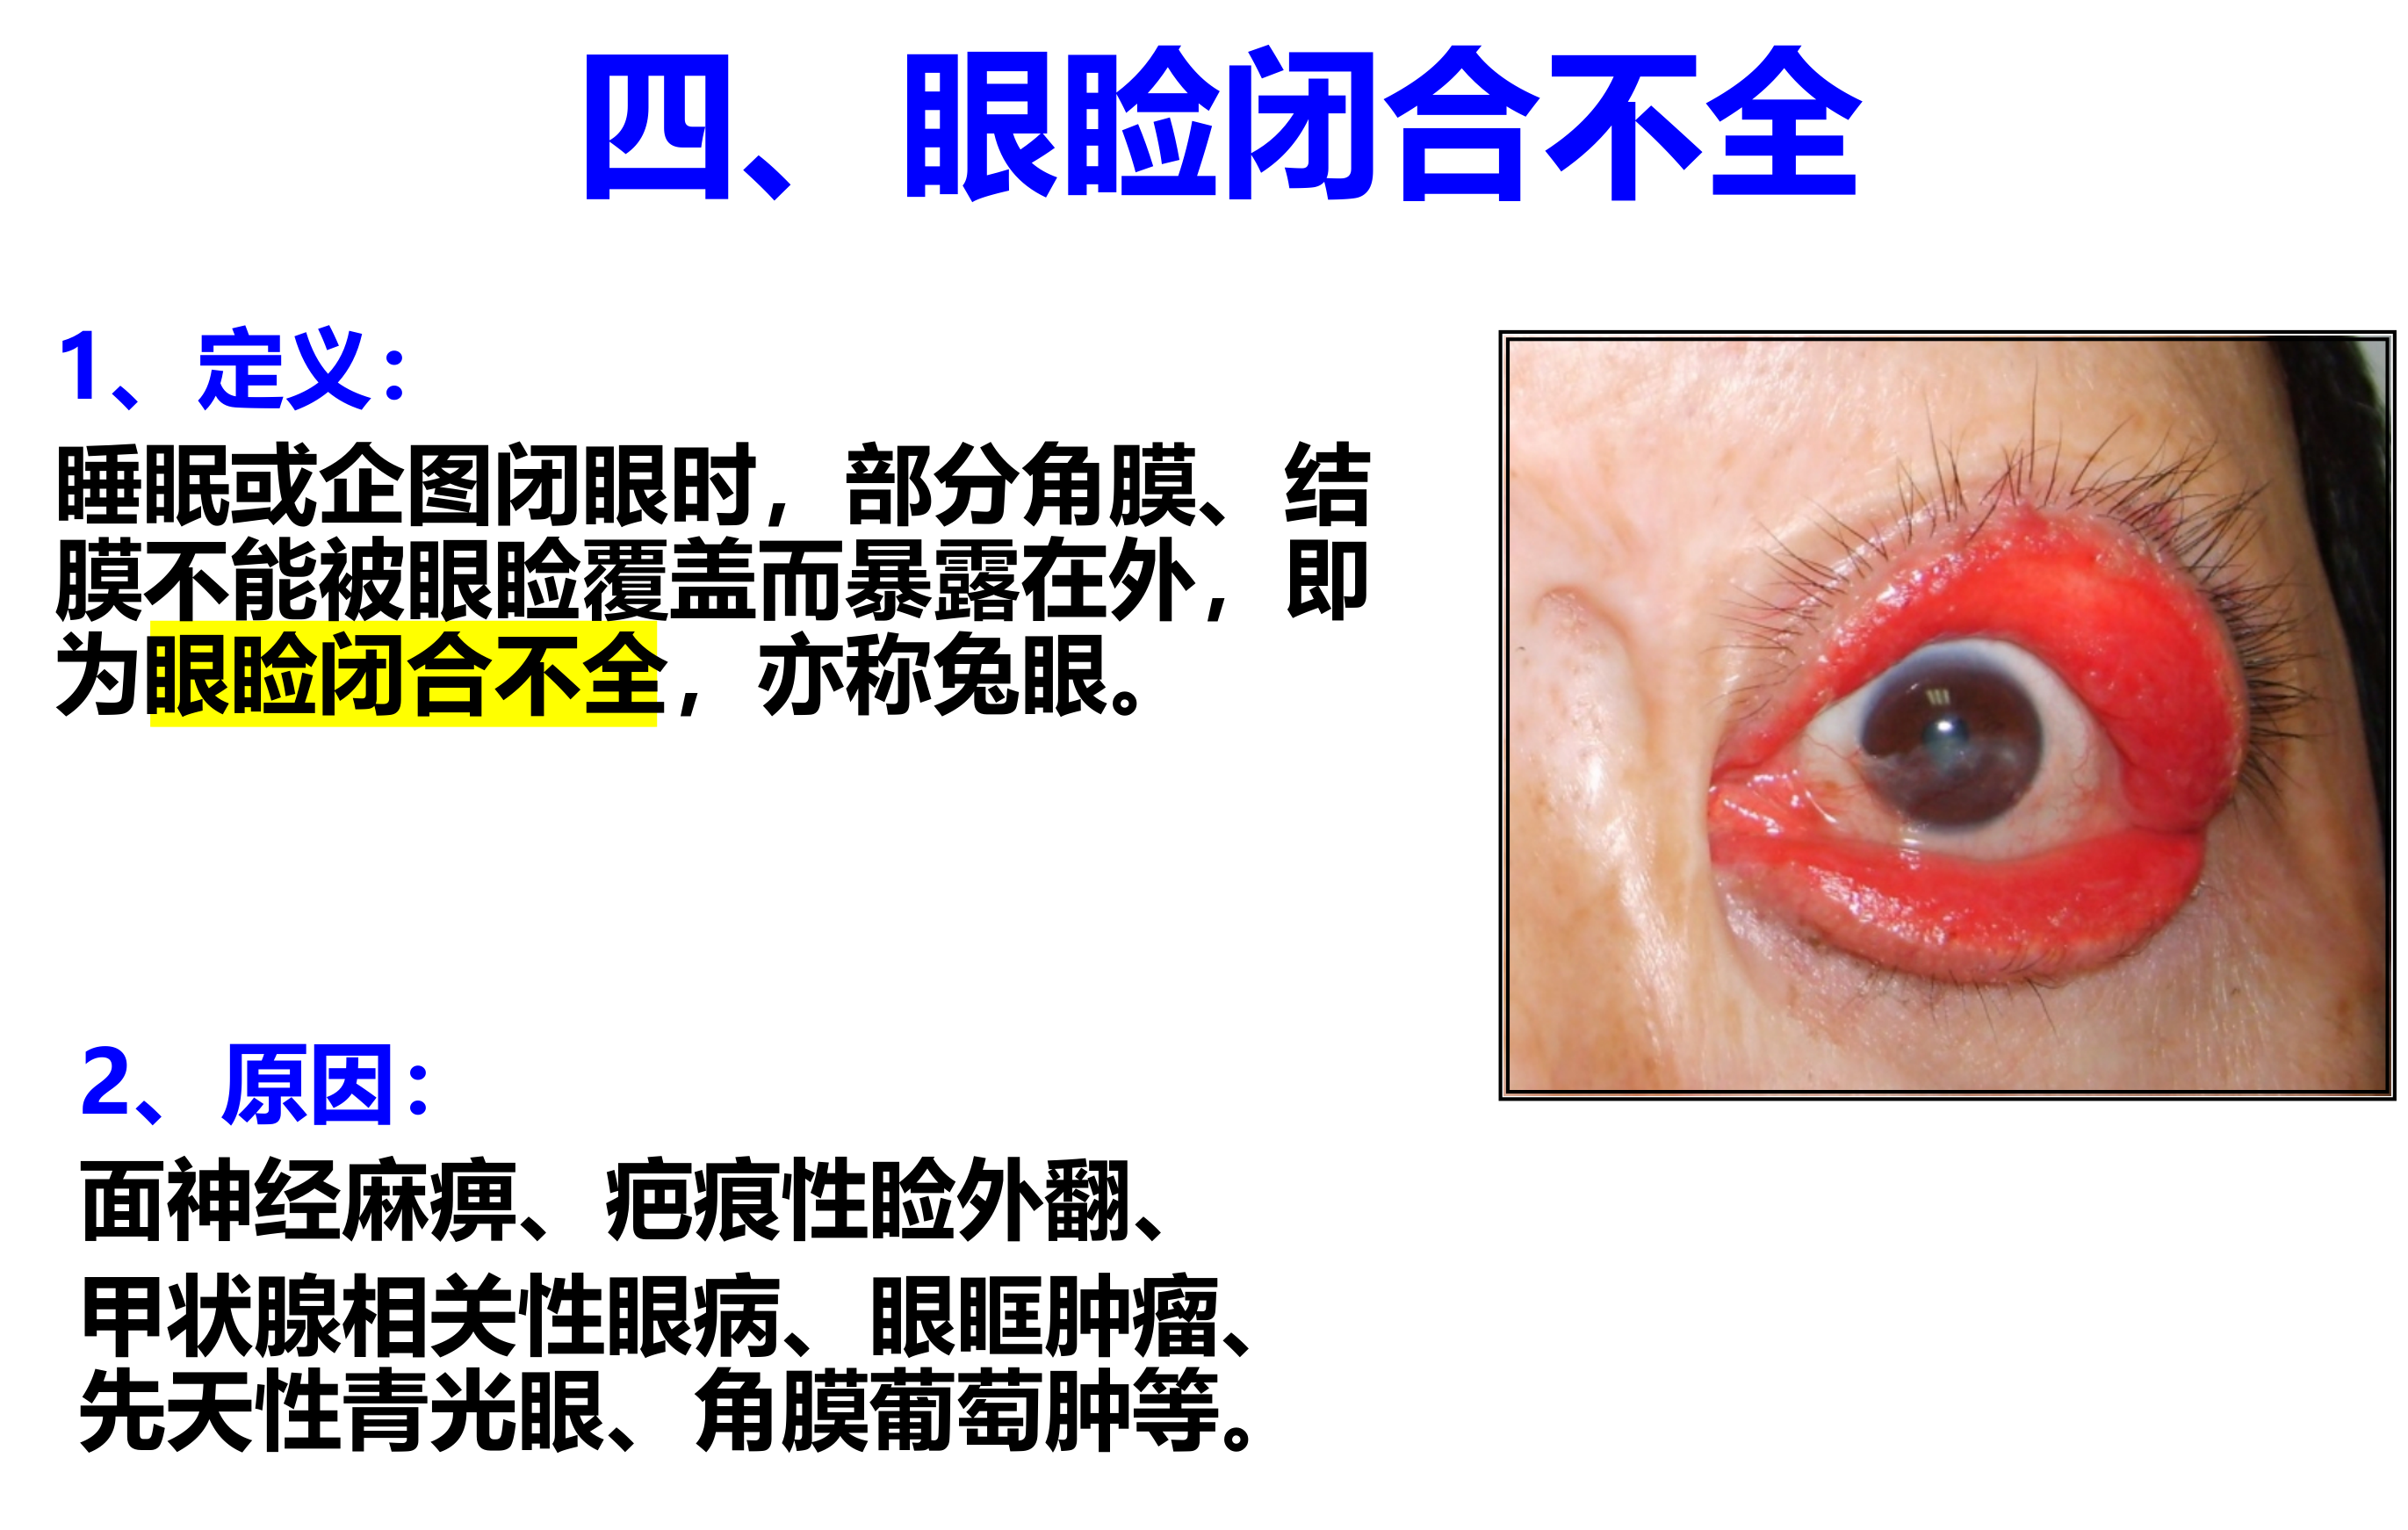 四、眼睑闭合不全
1、定义：
睡眠或企图闭眼时，部分角膜、结
膜不能被眼睑覆盖而暴露在外，即
为眼睑闭合不全，亦称兔眼。
2、原因：
面神经麻痹、疤痕性睑外翻、
甲状腺相关性眼病、眼眶肿瘤、
先天性青光眼、角膜葡萄肿等。